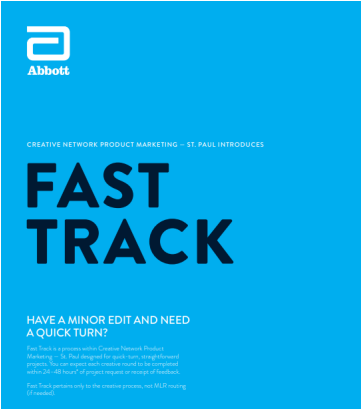 Abbott
CREATIVE NETWORK PRODUCT MARKETING — ST. PAUL INTRODUCES
FAST
TRACK
HAVE A MINOR EDIT AND NEED
A QUICK TURN?
Fast Track is a process within Creative Network Product
Marketing — St. Paul designed for quick-turn, straightforward
projects. You can expect each creative round to be completed
within 24–48 hours* of project request or receipt of feedback.
Fast Track pertains only to the creative process, not MLR routing
(if needed).